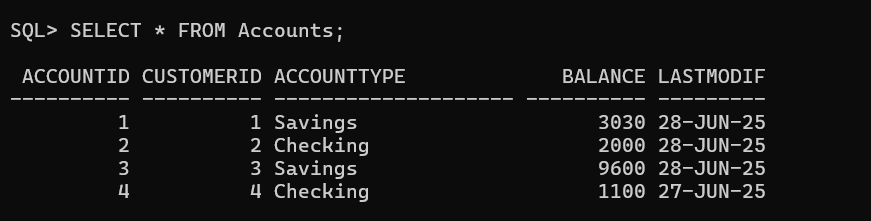 SQL> SELECT * FROM Accounts;
 ACCOUNTID CUSTOMERID ACCOUNTTYPE             BALANCE LASTMODIF
---------- ---------- -------------------- ---------- ---------
         1          1 Savings                    3030 28-JUN-25
         2          2 Checking                   2000 28-JUN-25
         3          3 Savings                    9600 28-JUN-25
         4          4 Checking                   1100 27-JUN-25